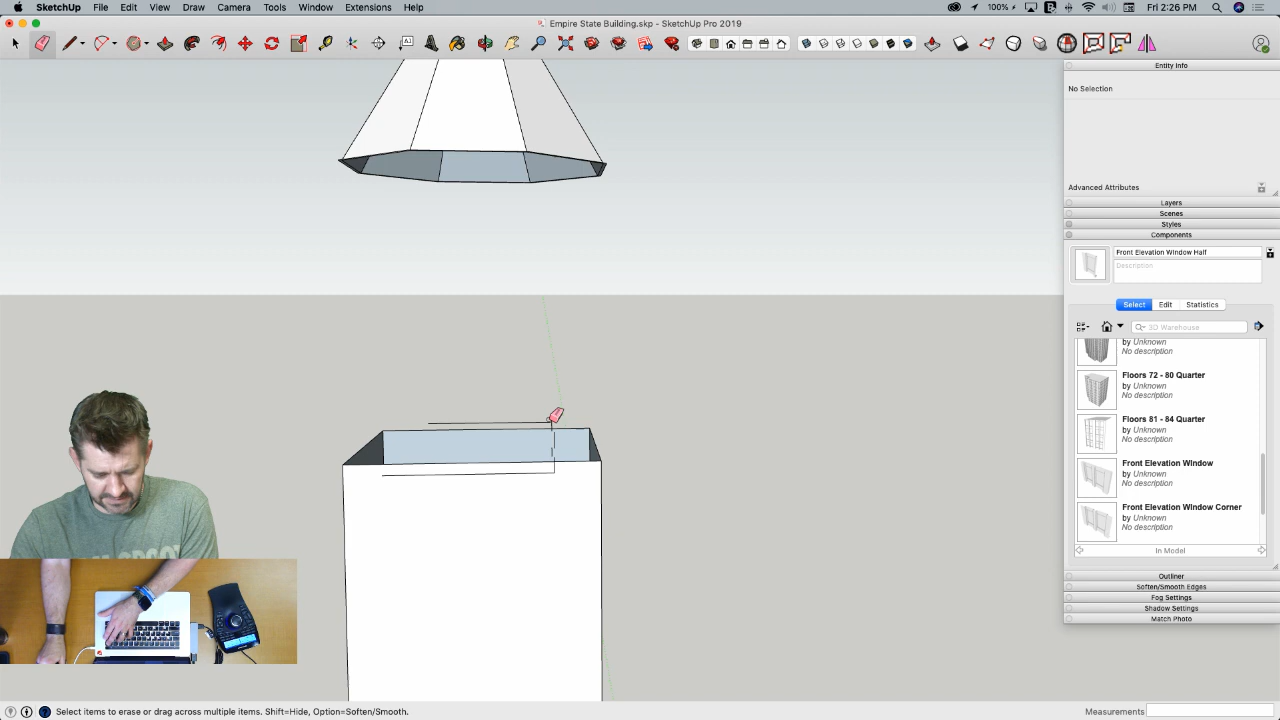 SketchUp File Edit View Draw Camera Tools Window Extensions Help 100% Fri 2:26 PM
Empire State Building.skp - SketchUp Pro 2019
Entity Info
No Selection
Advanced Attributes
Layers
Scenes
Styles
Components
Front Elevation Window Half
Description
Select Edit Statistics
3D Warehouse
by Unknown
No description
Floors 72 - 80 Quarter
by Unknown
No description
Floors 81 - 84 Quarter
by Unknown
No description
Front Elevation Window
by Unknown
No description
Front Elevation Window Corner
by Unknown
No description
In Model
Outliner
Soften/Smooth Edges
Fog Settings
Shadow Settings
Match Photo
Select items to erase or drag across multiple items. Shift=Hide, Option=Soften/Smooth. Measurements